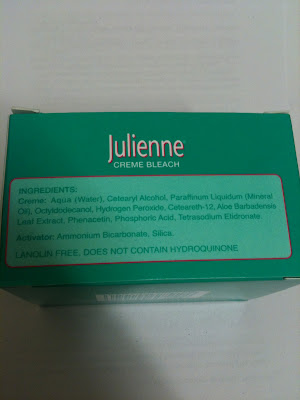 Julienne
CREME BLEACH
INGREDIENTS:
Creme: Aqua (Water), Cetearyl Alcohol, Paraffinum Liquidum (Mineral
Oil), Octyldodecanol, Hydrogen Peroxide, Ceteareth-12, Aloe Barbadensis
Leaf Extract, Phenacetin, Phosphoric Acid, Tetrasodium Etidronate.
Activator: Ammonium Bicarbonate, Silica.
LANOLIN FREE, DOES NOT CONTAIN HYDROQUINONE